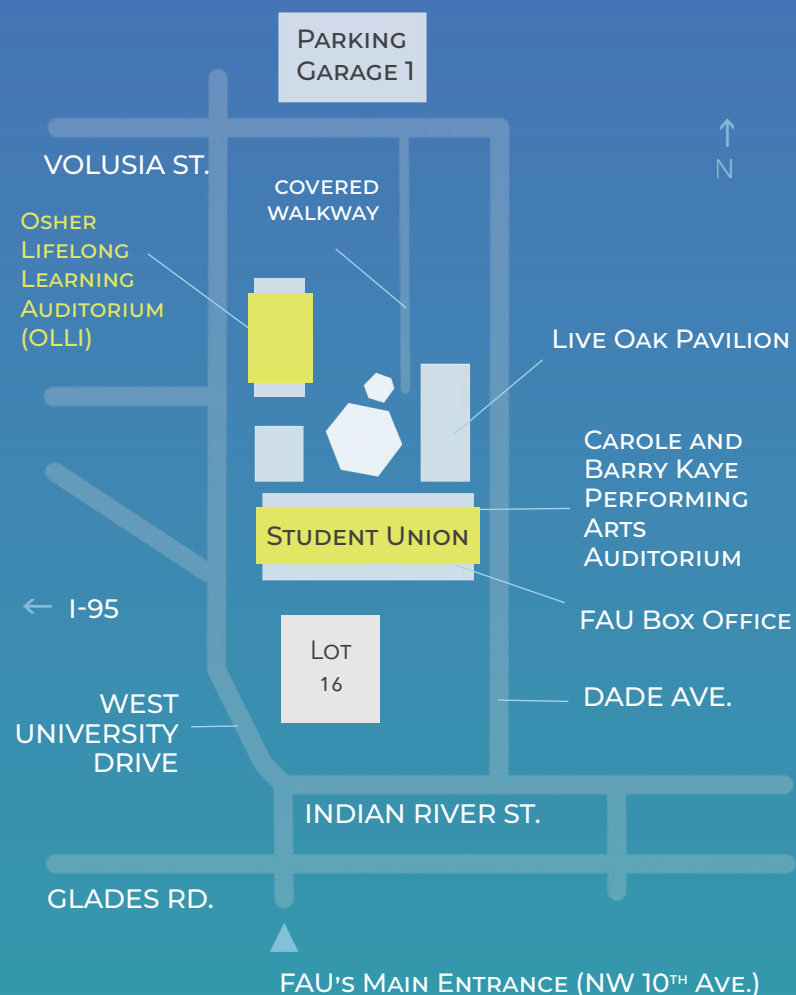 Parking
Garage 1
VOLUSIA ST.
N
covered
walkway
Osher
Lifelong
Learning
Auditorium
(OLLI)
Live Oak Pavilion
Carole and
Barry Kaye
Performing
Arts
Auditorium
Student Union
← I-95
FAU Box Office
Lot
16
WEST
UNIVERSITY
DRIVE
DADE AVE.
INDIAN RIVER ST.
GLADES RD.
FAU's Main Entrance (NW 10th Ave.)